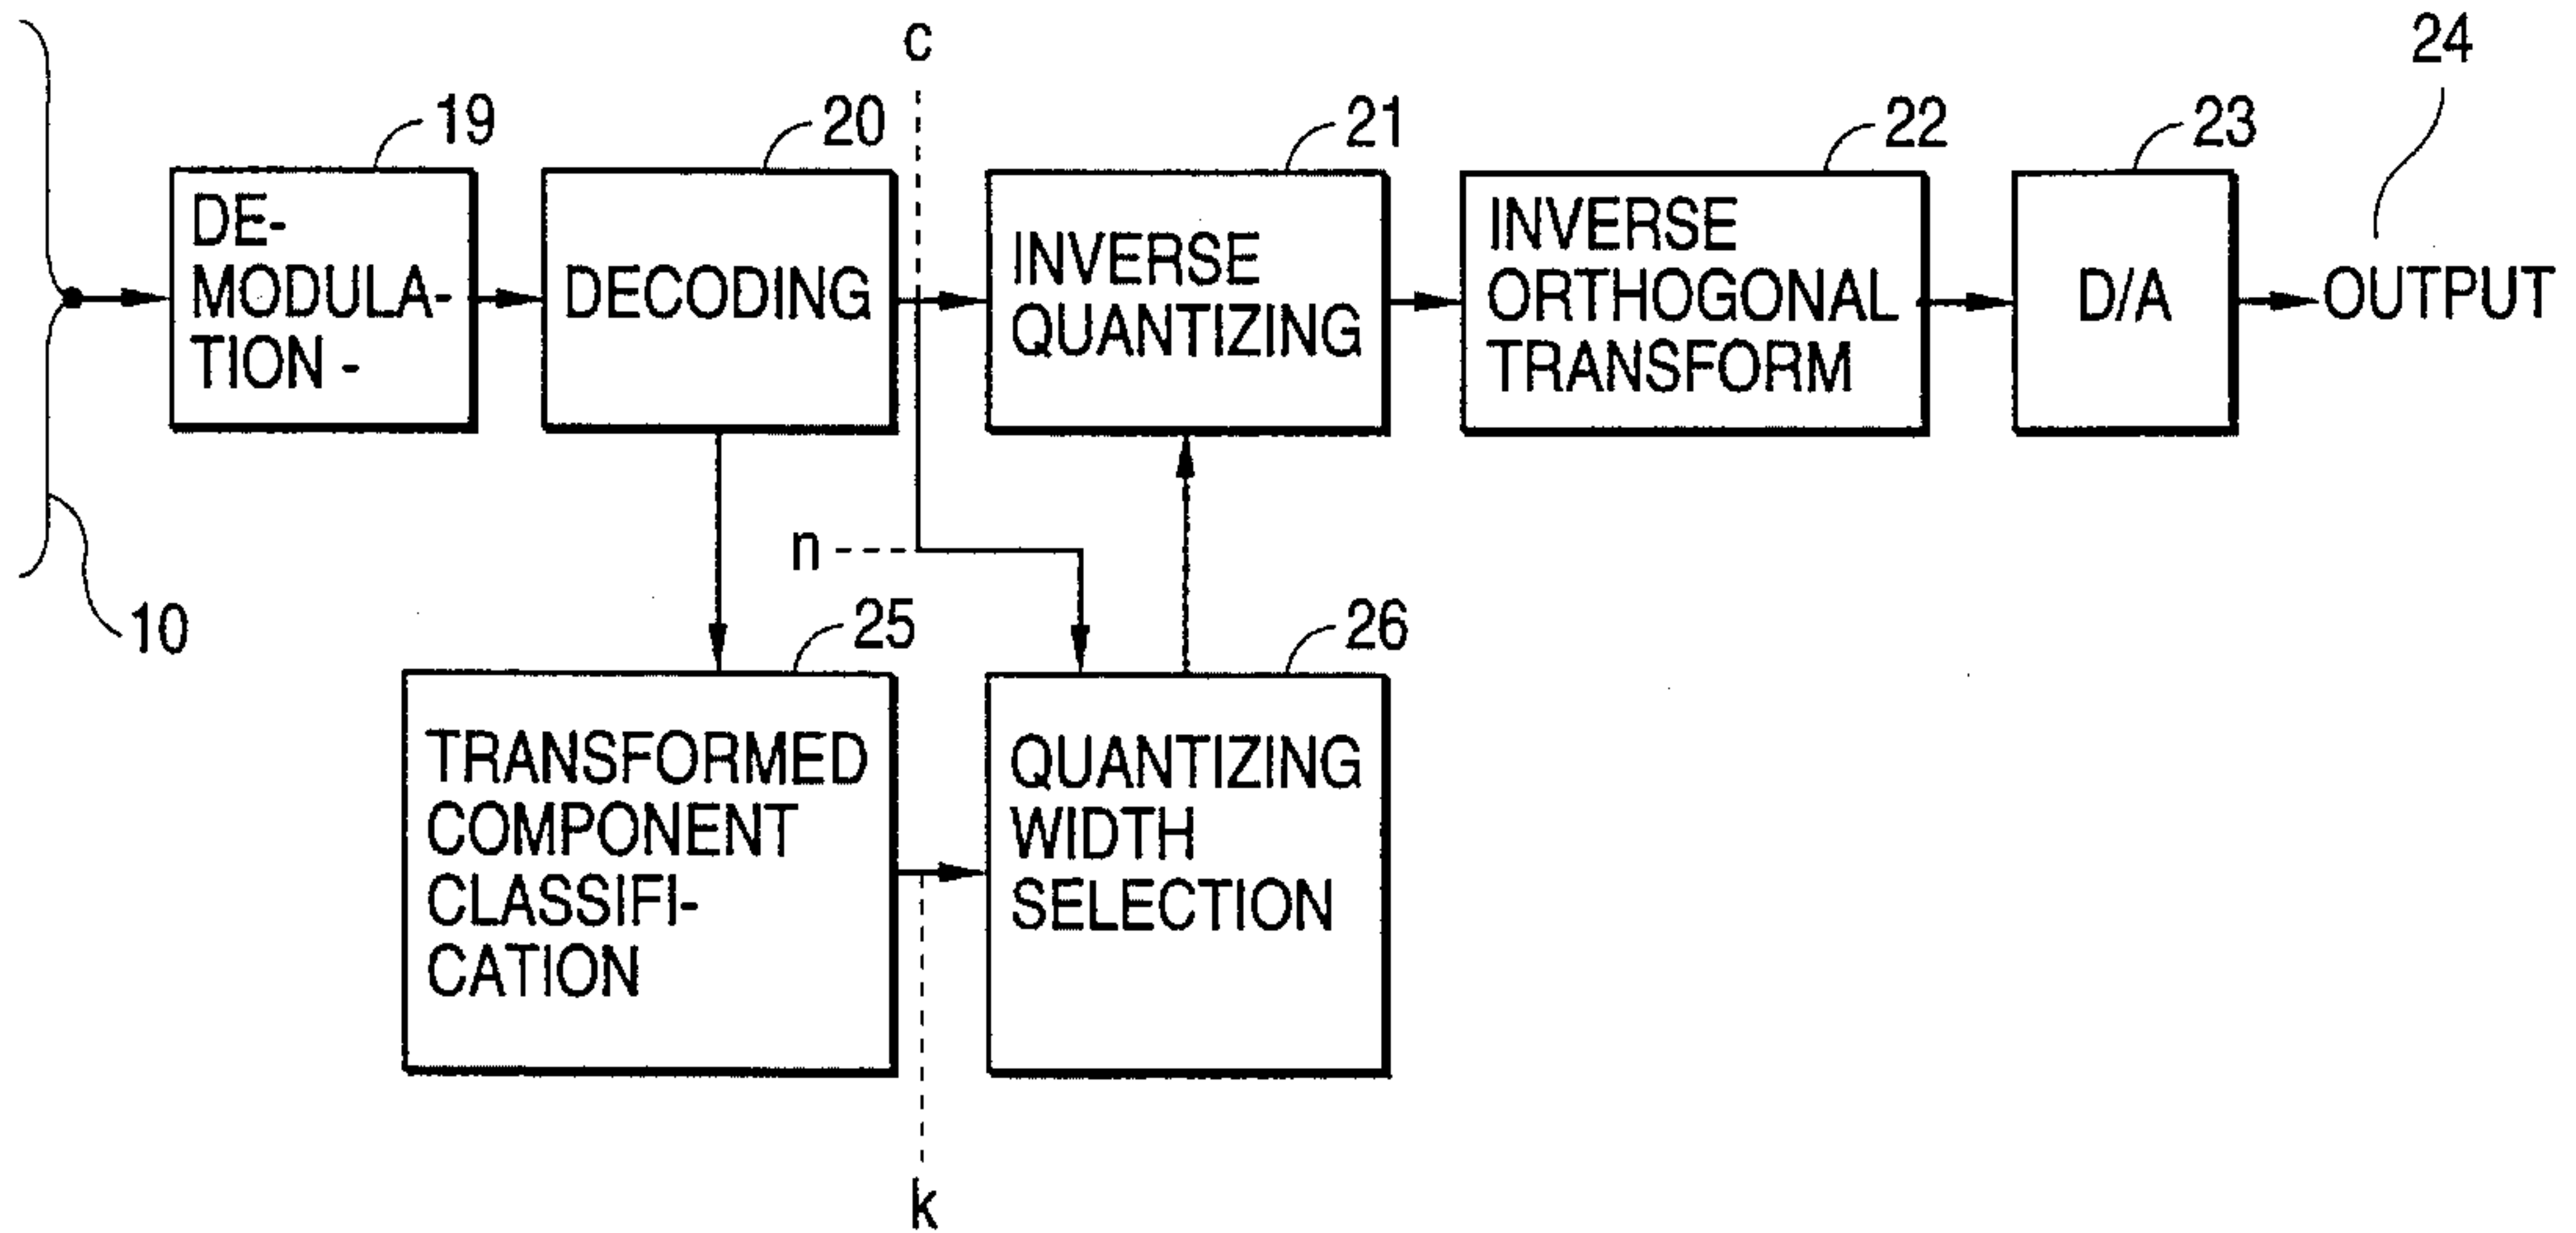 c
24
19
20
21
22
23
DE-
MODULA-
TION -
DECODING
INVERSE
QUANTIZING
INVERSE
ORTHOGONAL
TRANSFORM
D/A
OUTPUT
n
10
25
26
TRANSFORMED
COMPONENT
CLASSIFI-
CATION
QUANTIZING
WIDTH
SELECTION
k